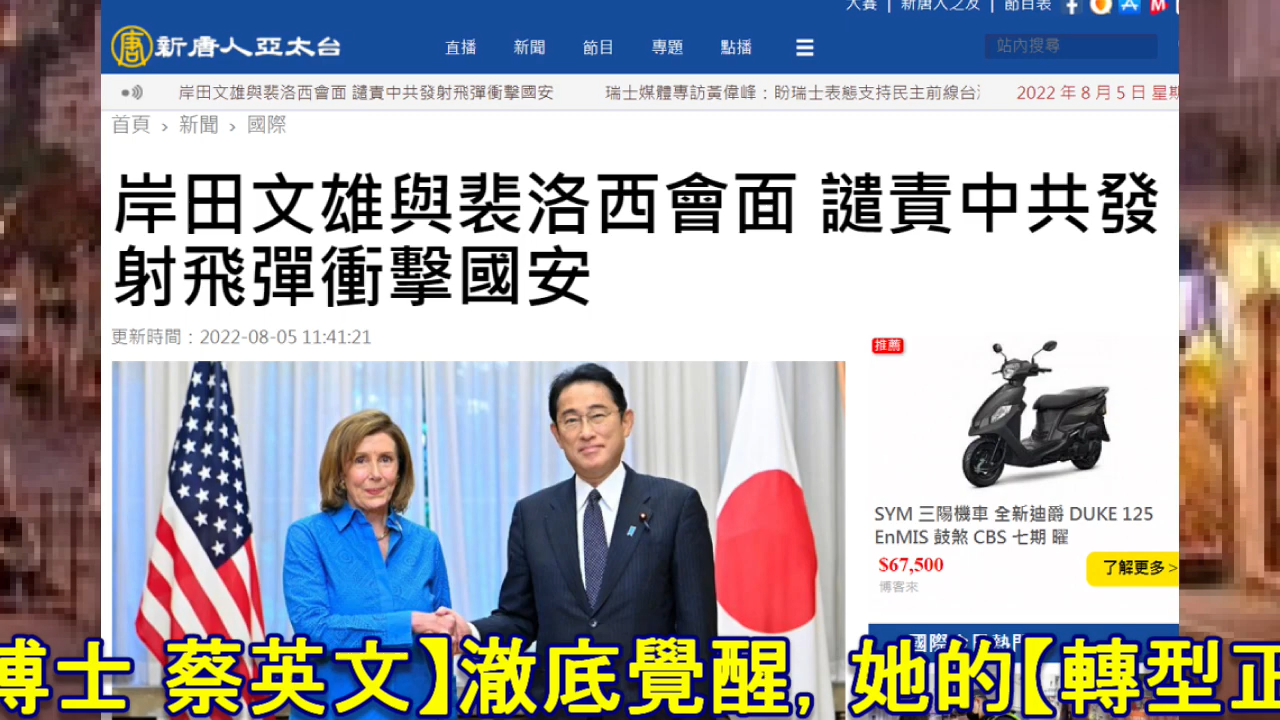 大賽 | 新唐人之友 | 節目表
新唐人亞太台 直播 新聞 節目 專題 點播 站內搜尋
岸田文雄與裴洛西會面 譴責中共發射飛彈衝擊國安 瑞士媒體專訪黃偉峰：盼瑞士表態支持民主前線台 2022 年 8 月 5 日 星期
首頁 › 新聞 › 國際
岸田文雄與裴洛西會面 譴責中共發
射飛彈衝擊國安
更新時間：2022-08-05 11:41:21
推薦
SYM 三陽機車 全新迪爵 DUKE 125
EnMIS 鼓煞 CBS 七期 曜
$67,500
了解更多 >
博客來
博士 蔡英文】澈底覺醒, 她的【轉型正